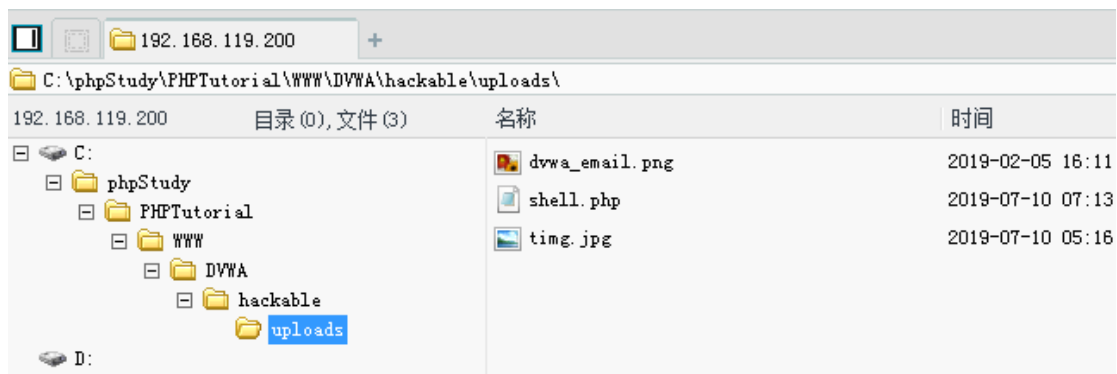 192.168.119.200 +
C:\phpStudy\PHPTutorial\WWW\DVWA\hackable\uploads\
192.168.119.200 目录(0),文件(3) 名称 时间
C:
phpStudy
PHPTutorial
WWW
DVWA
hackable
uploads
D:
dvwa_email.png 2019-02-05 16:11
shell.php 2019-07-10 07:13
timg.jpg 2019-07-10 05:16